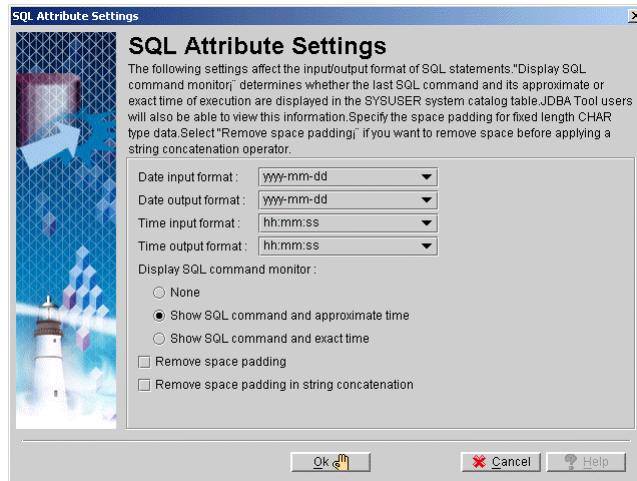 SQL Attribute Settings
SQL Attribute Settings
The following settings affect the input/output format of SQL statements."Display SQL
command monitor¡¨ determines whether the last SQL command and its approximate or
exact time of execution are displayed in the SYSUSER system catalog table.JDBA Tool users
will also be able to view this information.Specify the space padding for fixed length CHAR
type data.Select "Remove space padding¡¨ if you want to remove space before applying a
string concatenation operator.
Date input format : yyyy-mm-dd
Date output format : yyyy-mm-dd
Time input format : hh:mm:ss
Time output format : hh:mm:ss
Display SQL command monitor :
None
Show SQL command and approximate time
Show SQL command and exact time
Remove space padding
Remove space padding in string concatenation
Ok Cancel Help